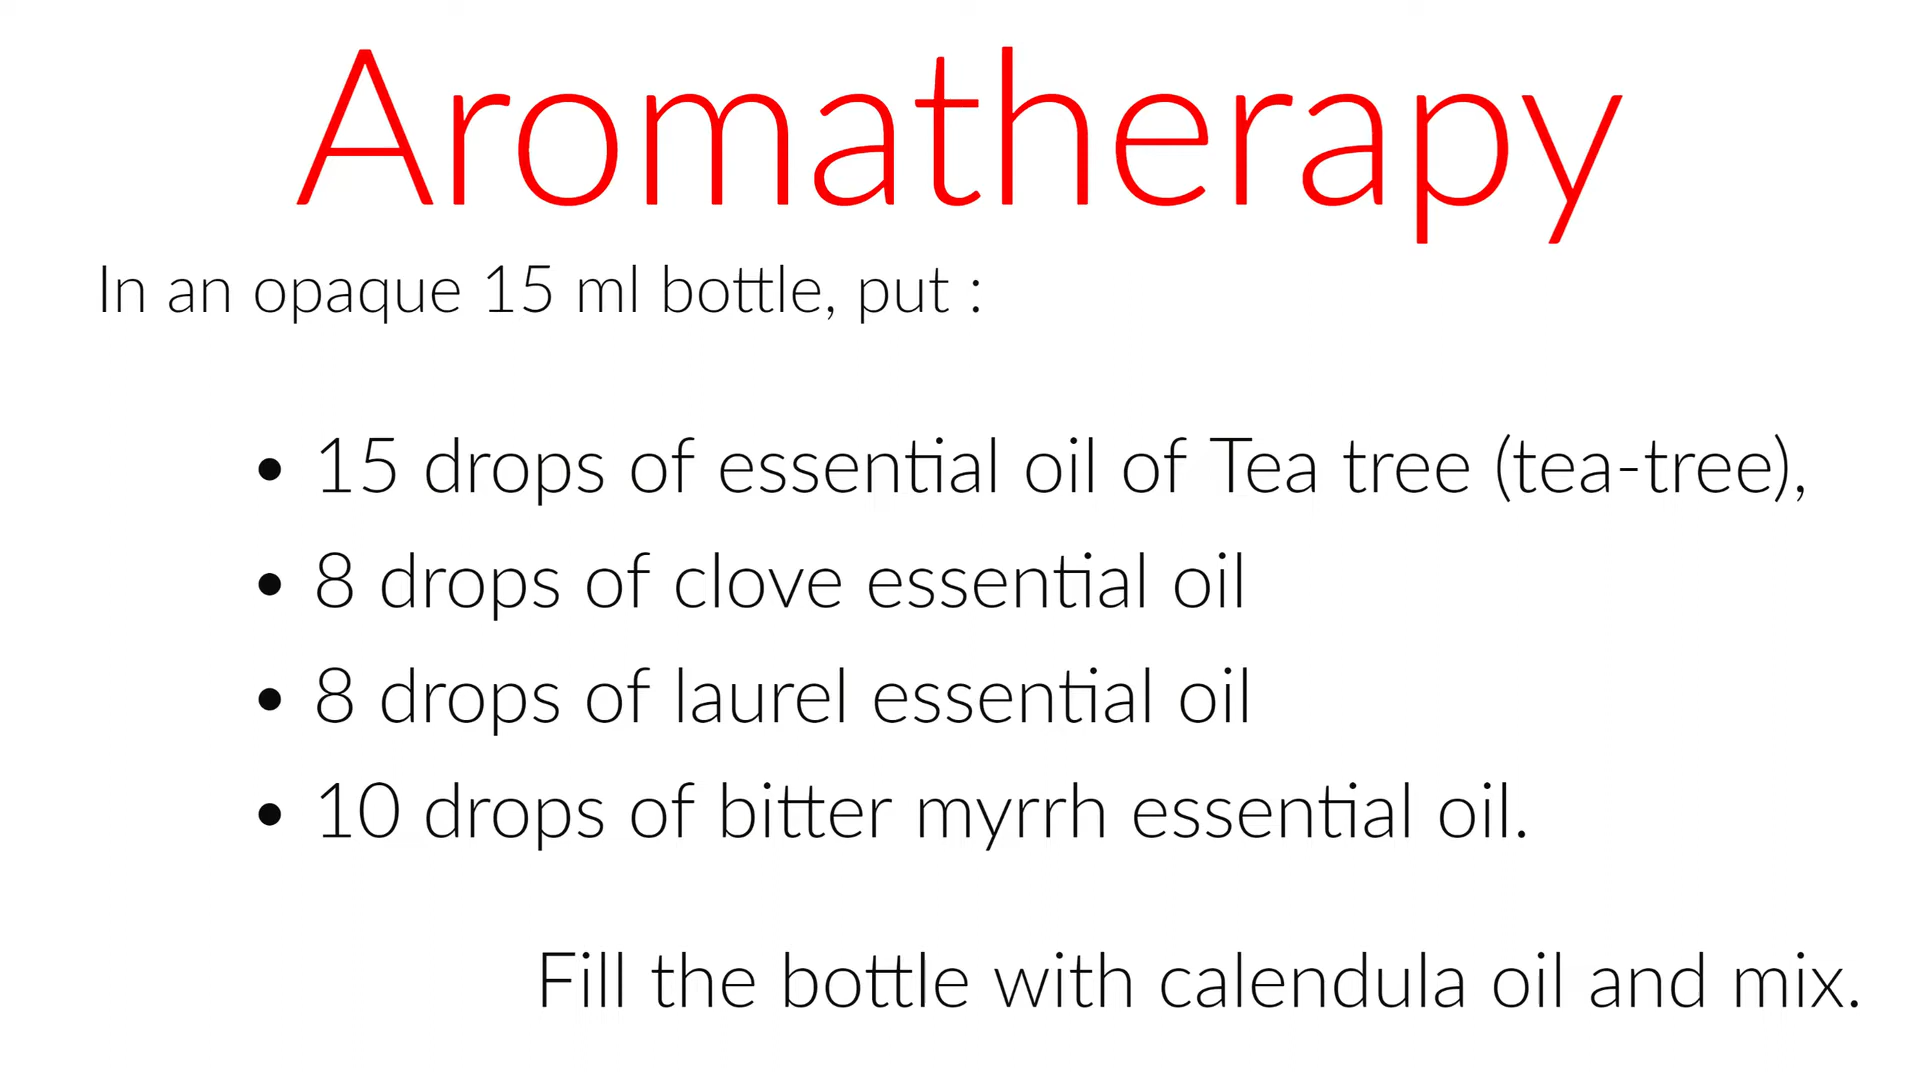 Aromatherapy
In an opaque 15 ml bottle, put :
• 15 drops of essential oil of Tea tree (tea-tree),
• 8 drops of clove essential oil
• 8 drops of laurel essential oil
• 10 drops of bitter myrrh essential oil.
Fill the bottle with calendula oil and mix.